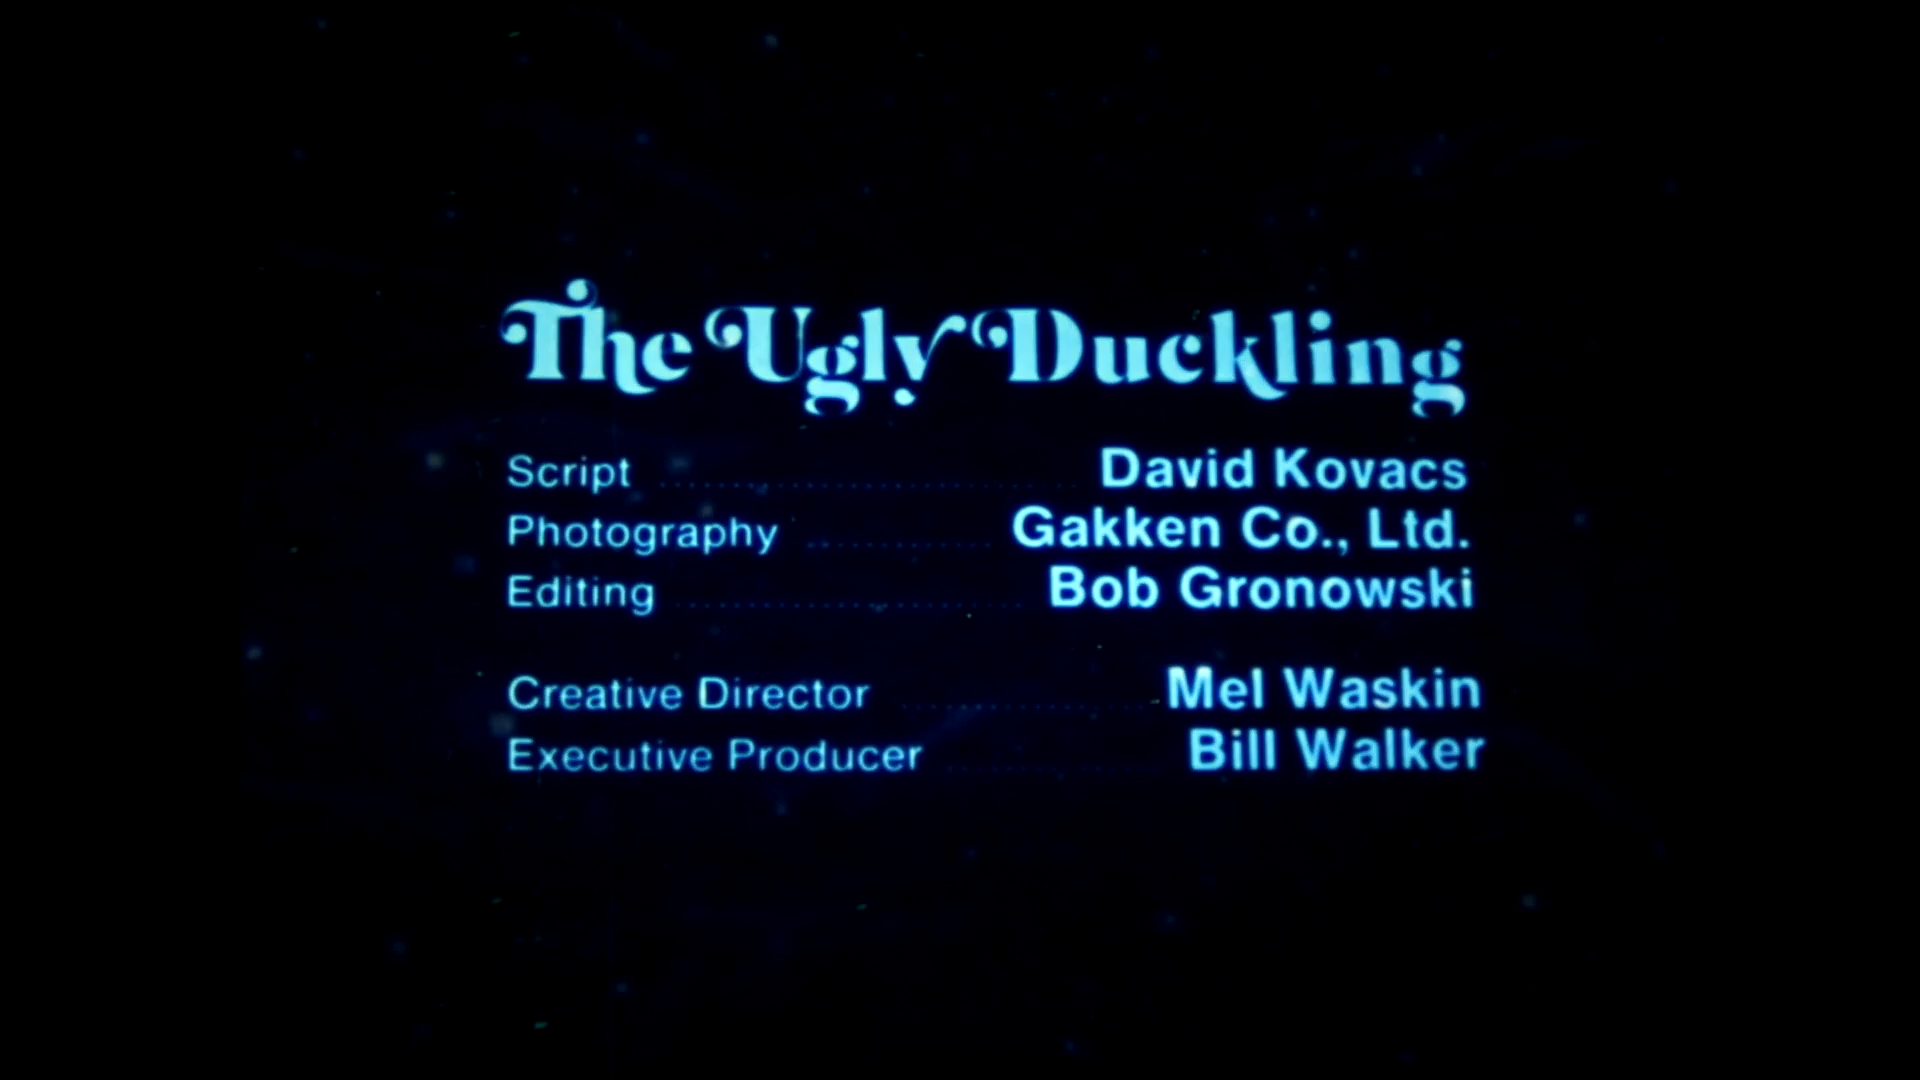 The Ugly Duckling
Script .......................... David Kovacs
Photography ............ Gakken Co., Ltd.
Editing ...................... Bob Gronowski
Creative Director ................ Mel Waskin
Executive Producer .............. Bill Walker